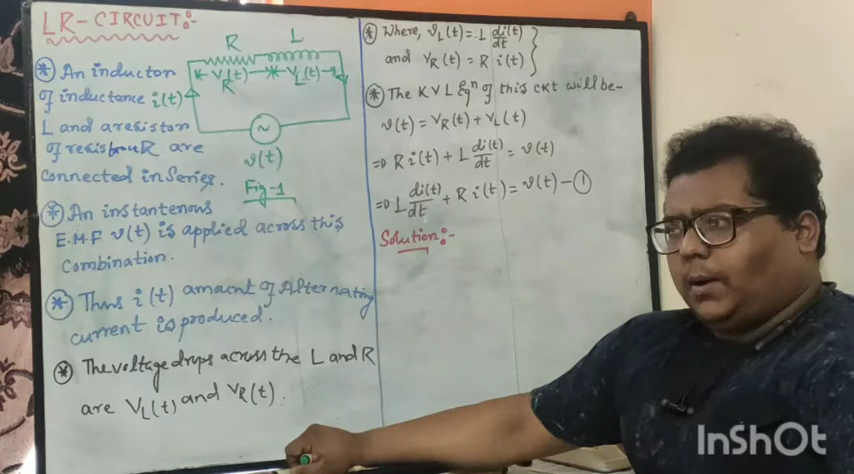 LR-CIRCUIT:-
R L
* An inductor
of inductance i(t)
V_R(t) V_L(t)
R
L and a resistor
of resis R are
connected in Series.
~
v(t)
Fig-1
* An instantenous
E.M.F v(t) is applied across this
Combination.
* Thus i(t) amount of Alternating
current is produced.
* The voltage drops across the L and R
are V_L(t) and V_R(t).
* Where, v_L(t) = L di(t)/dt
and V_R(t) = R i(t)
* The KVL Eqⁿ of this ckt will be-
v(t) = V_R(t) + V_L(t)
=> R i(t) + L di(t)/dt = v(t)
=> L di(t)/dt + R i(t) = v(t) — ①
Solution:-
InShOt